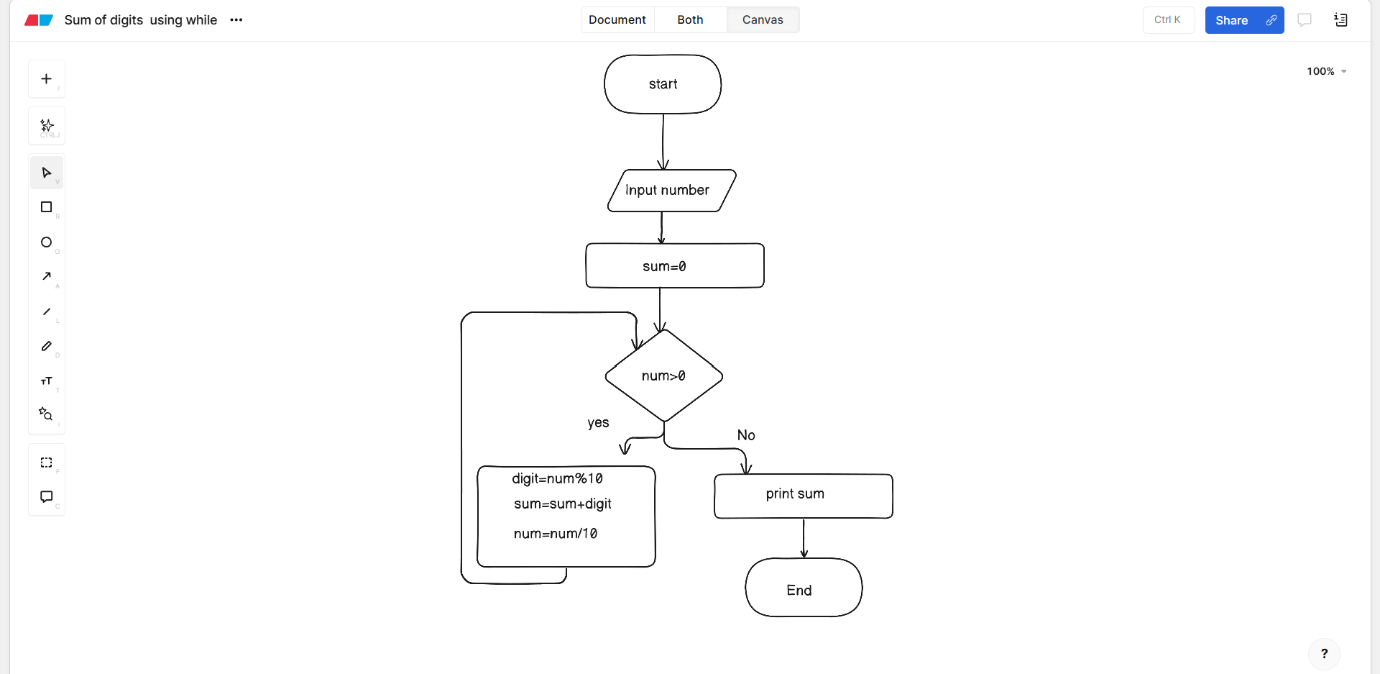 Sum of digits  using while
Document
Both
Canvas
Ctrl K
Share
100%
start
Input number
sum=0
num>0
yes
No
digit=num%10
sum=sum+digit
num=num/10
print sum
End
?